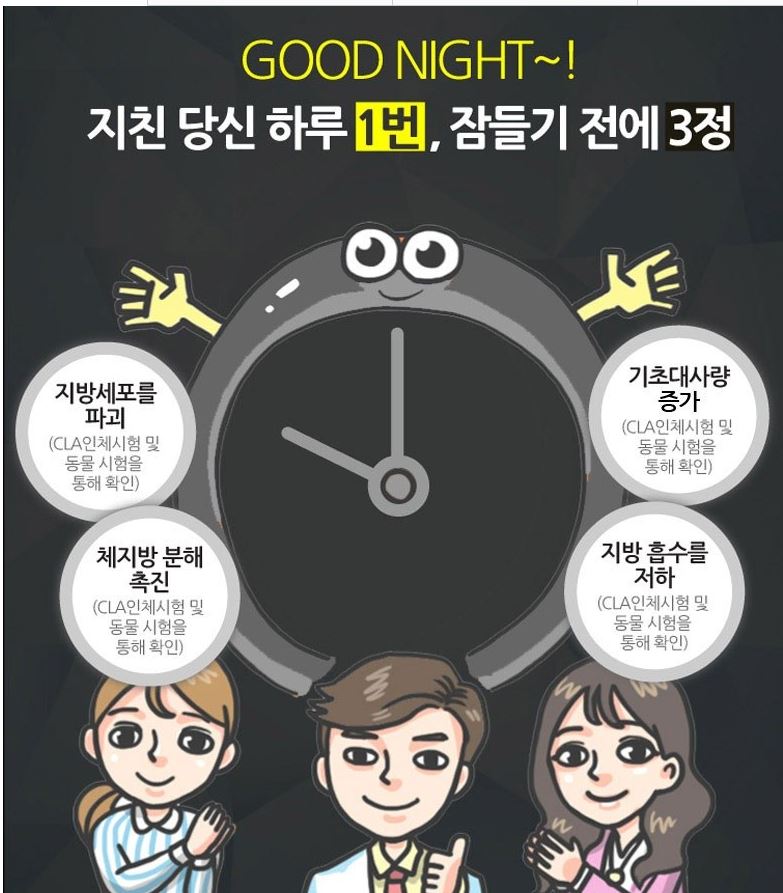 GOOD NIGHT~!
지친 당신 하루 1번, 잠들기 전에 3정
지방세포를
파괴
(CLA인체시험 및
동물 시험을
통해 확인)
기초대사량
증가
(CLA인체시험 및
동물 시험을
통해 확인)
체지방 분해
촉진
(CLA인체시험 및
동물 시험을
통해 확인)
지방 흡수를
저하
(CLA인체시험 및
동물 시험을
통해 확인)